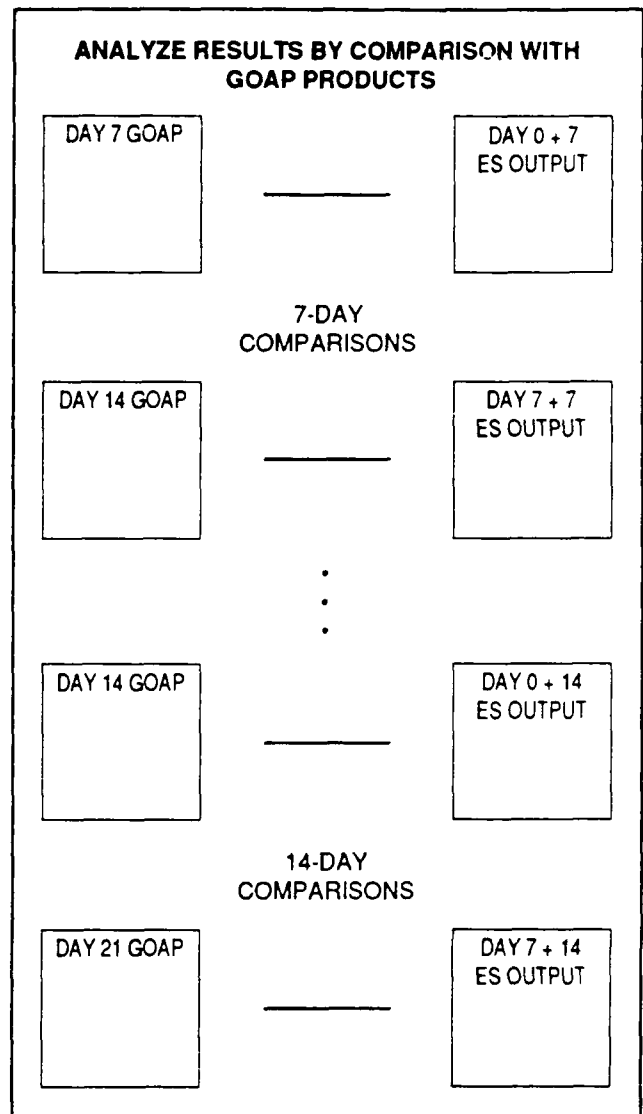 ANALYZE RESULTS BY COMPARISON WITH
GOAP PRODUCTS
DAY 7 GOAP
DAY 0 + 7
ES OUTPUT
7-DAY
COMPARISONS
DAY 14 GOAP
DAY 7 + 7
ES OUTPUT
DAY 14 GOAP
DAY 0 + 14
ES OUTPUT
14-DAY
COMPARISONS
DAY 21 GOAP
DAY 7 + 14
ES OUTPUT